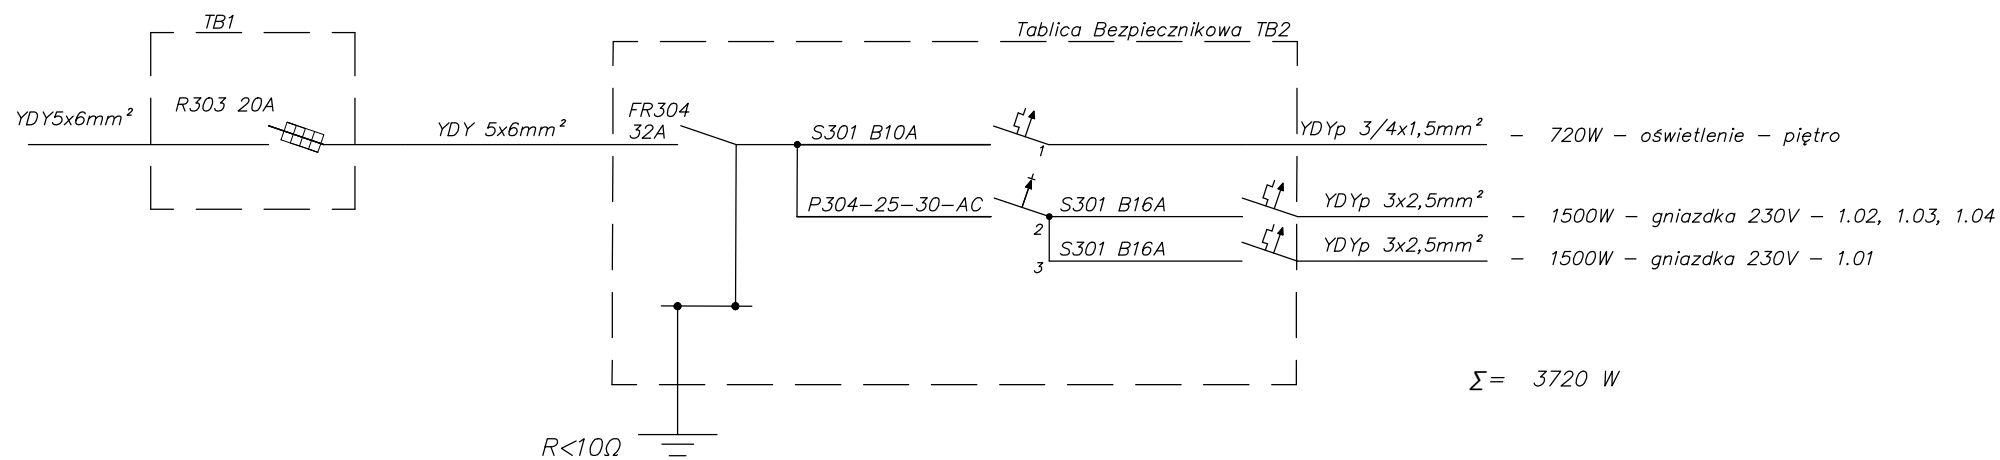 TB1
Tablica Bezpiecznikowa TB2
YDY5x6mm²
R303 20A
YDY 5x6mm²
FR304
32A
S301 B10A
1
YDYp 3/4x1,5mm²
- 720W - oświetlenie - piętro
P304-25-30-AC
2
S301 B16A
YDYp 3x2,5mm²
- 1500W - gniazdka 230V - 1.02, 1.03, 1.04
3
S301 B16A
YDYp 3x2,5mm²
- 1500W - gniazdka 230V - 1.01
Σ= 3720 W
R<10Ω